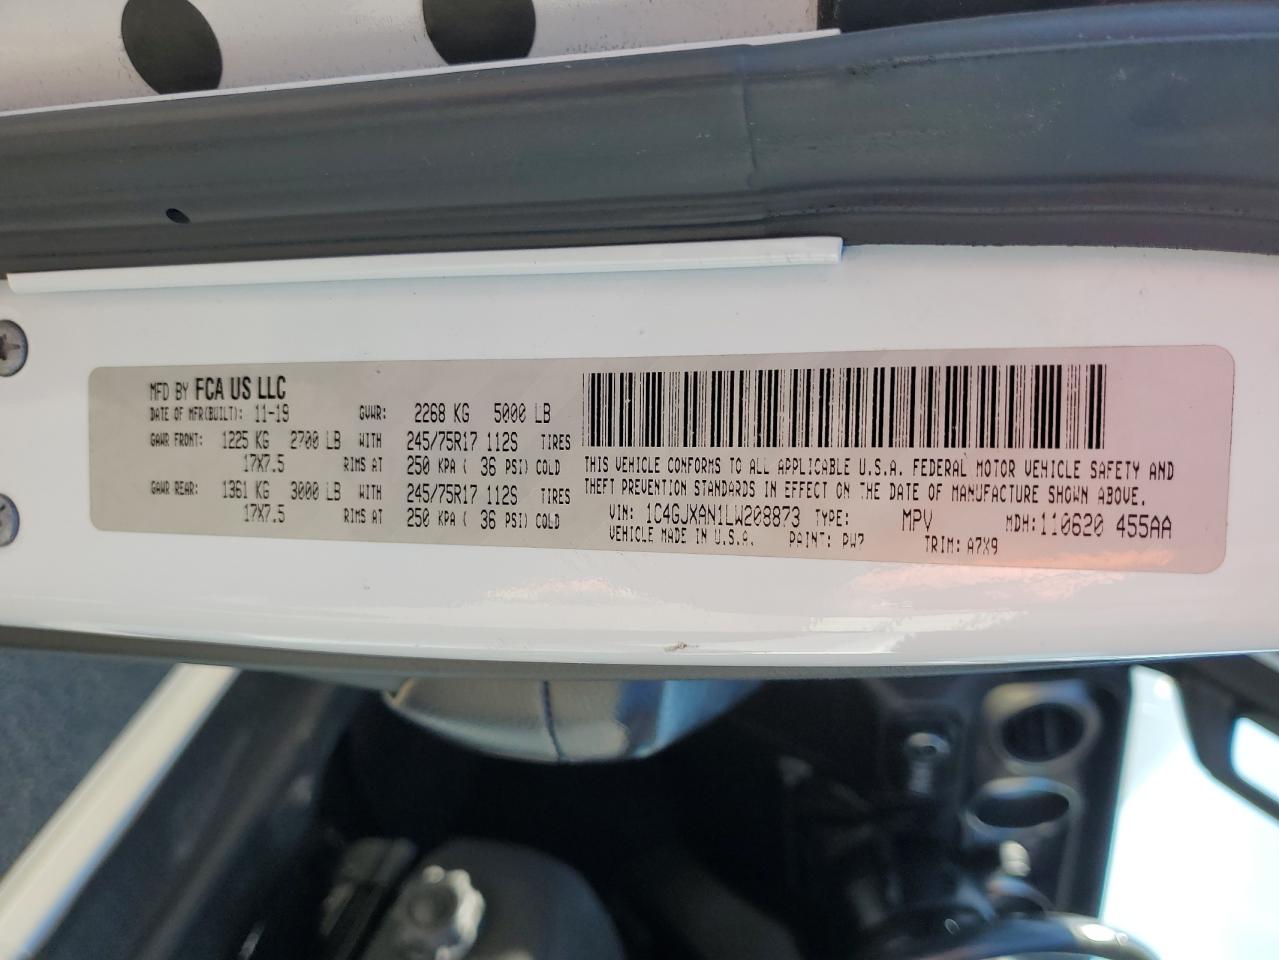 MFD BY FCA US LLC
DATE OF MFR(BUILT): 11-19 GVWR: 2268 KG 5000 LB
GAWR FRONT: 1225 KG 2700 LB WITH 245/75R17 112S TIRES
17X7.5 RIMS AT 250 KPA ( 36 PSI) COLD
GAWR REAR: 1361 KG 3000 LB WITH 245/75R17 112S TIRES
17X7.5 RIMS AT 250 KPA ( 36 PSI) COLD
THIS VEHICLE CONFORMS TO ALL APPLICABLE U.S.A. FEDERAL MOTOR VEHICLE SAFETY AND
THEFT PREVENTION STANDARDS IN EFFECT ON THE DATE OF MANUFACTURE SHOWN ABOVE.
VIN: 1C4GJXAN1LW208873 TYPE: MPV MDH:110620 455AA
VEHICLE MADE IN U.S.A. PAINT: PW7 TRIM: A7X9